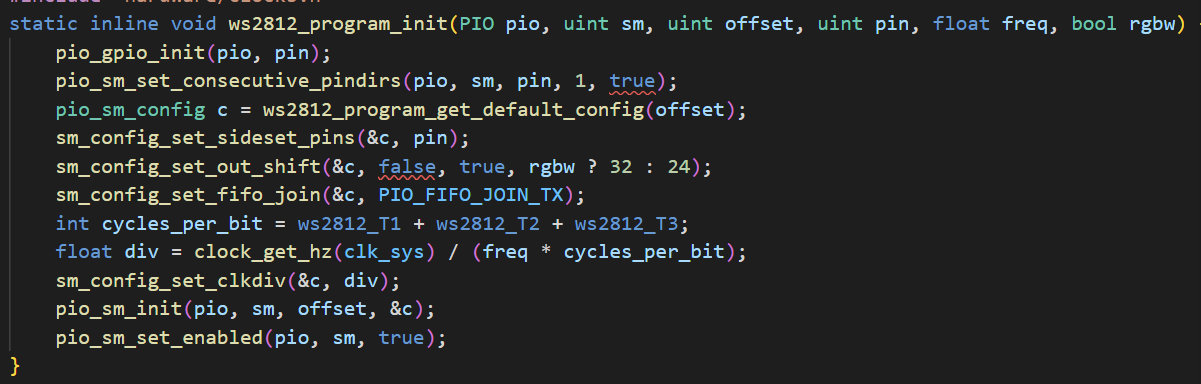 static inline void ws2812_program_init(PIO pio, uint sm, uint offset, uint pin, float freq, bool rgbw)
    pio_gpio_init(pio, pin);
    pio_sm_set_consecutive_pindirs(pio, sm, pin, 1, true);
    pio_sm_config c = ws2812_program_get_default_config(offset);
    sm_config_set_sideset_pins(&c, pin);
    sm_config_set_out_shift(&c, false, true, rgbw ? 32 : 24);
    sm_config_set_fifo_join(&c, PIO_FIFO_JOIN_TX);
    int cycles_per_bit = ws2812_T1 + ws2812_T2 + ws2812_T3;
    float div = clock_get_hz(clk_sys) / (freq * cycles_per_bit);
    sm_config_set_clkdiv(&c, div);
    pio_sm_init(pio, sm, offset, &c);
    pio_sm_set_enabled(pio, sm, true);
}